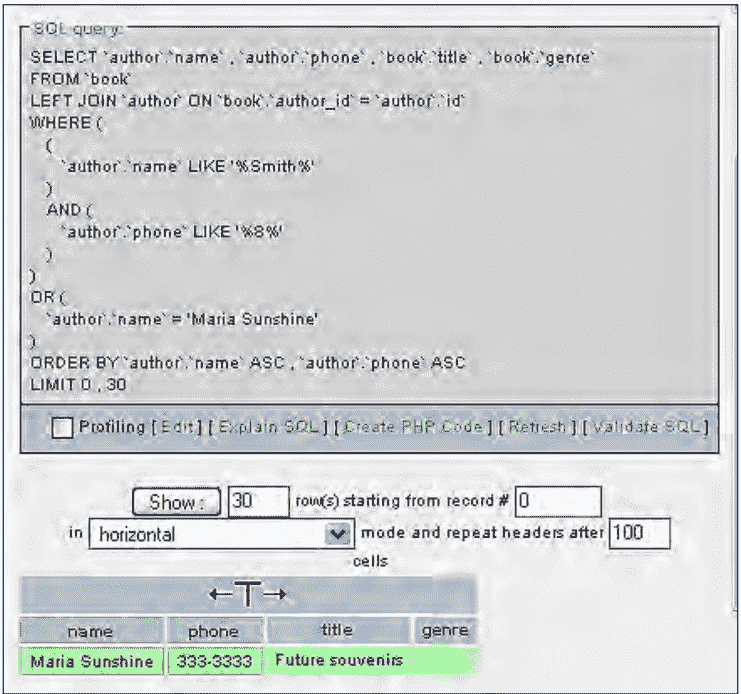 SQL query:
SELECT `author`.`name` , `author`.`phone` , `book`.`title` , `book`.`genre`
FROM `book`
LEFT JOIN `author` ON `book`.`author_id` = `author`.`id`
WHERE (
(
`author`.`name` LIKE '%Smith%'
)
AND (
`author`.`phone` LIKE '%8%'
)
)
OR (
`author`.`name` = 'Maria Sunshine'
)
ORDER BY `author`.`name` ASC , `author`.`phone` ASC
LIMIT 0 , 30
Profiling [ Edit ] [ Explain SQL ] [ Create PHP Code ] [ Refresh ] [ Validate SQL ]
Show : 30 row(s) starting from record # 0
in horizontal mode and repeat headers after 100
cells
←T→
name phone title genre
Maria Sunshine 333-3333 Future souvenirs